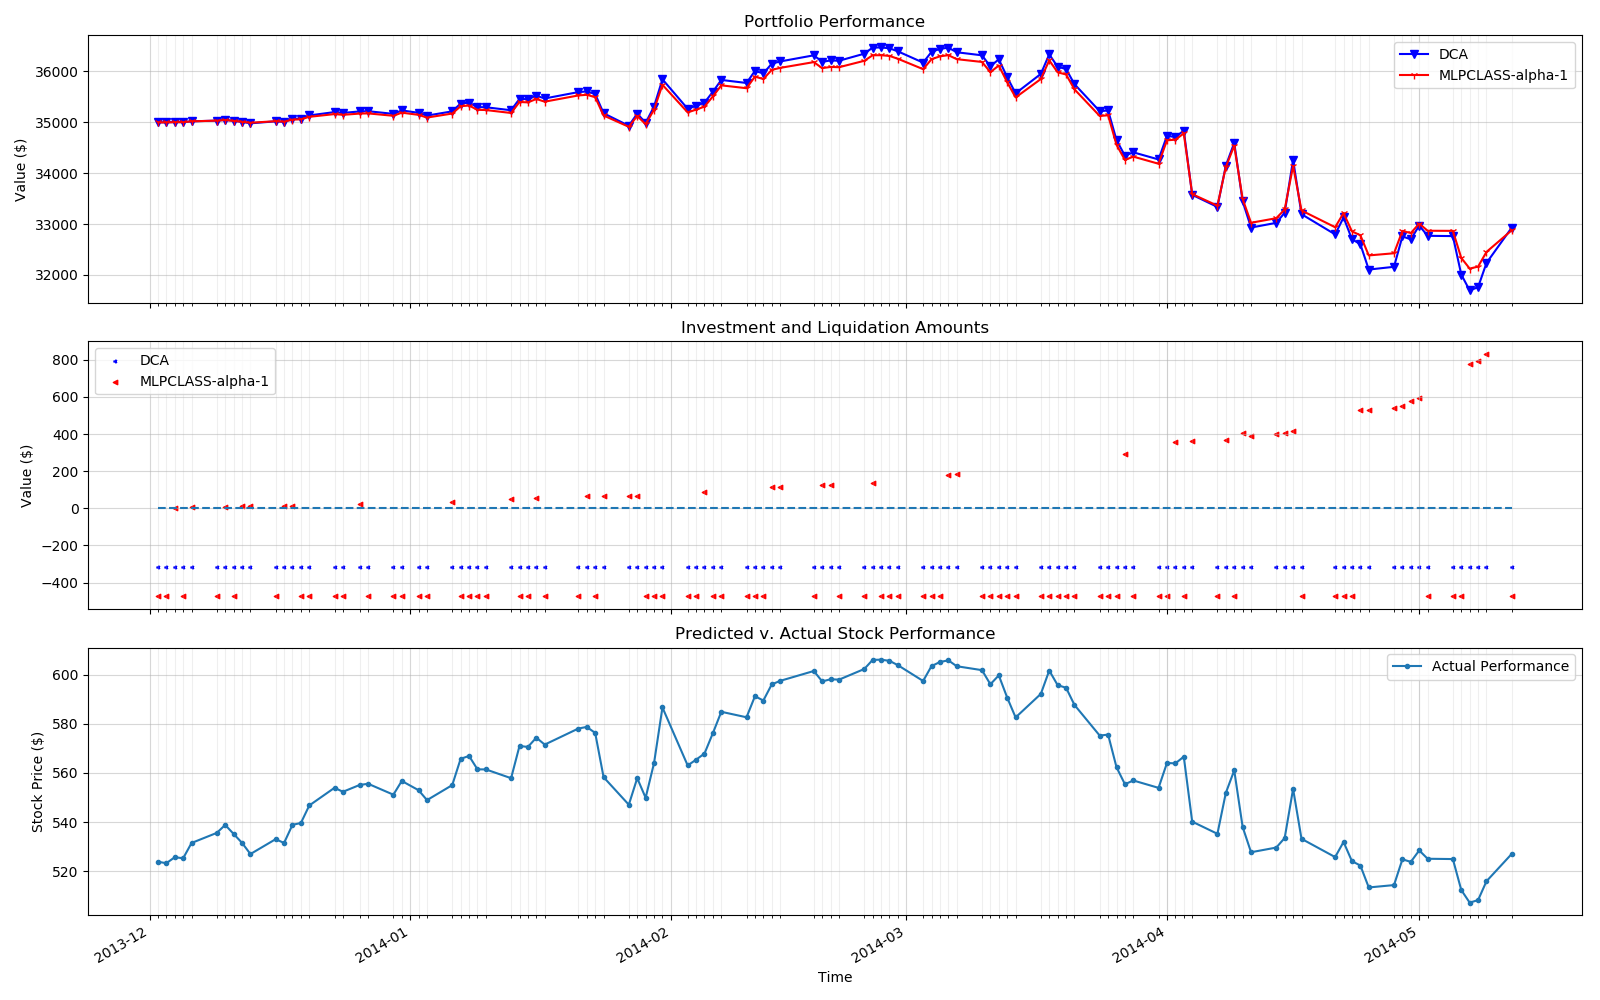 Portfolio Performance
Value ($)
36000
35000
34000
33000
32000
DCA
MLPCLASS-alpha-1
Investment and Liquidation Amounts
Value ($)
800
600
400
200
0
−200
−400
DCA
MLPCLASS-alpha-1
Predicted v. Actual Stock Performance
Stock Price ($)
600
580
560
540
520
Actual Performance
2013-12
2014-01
2014-02
2014-03
2014-04
2014-05
Time